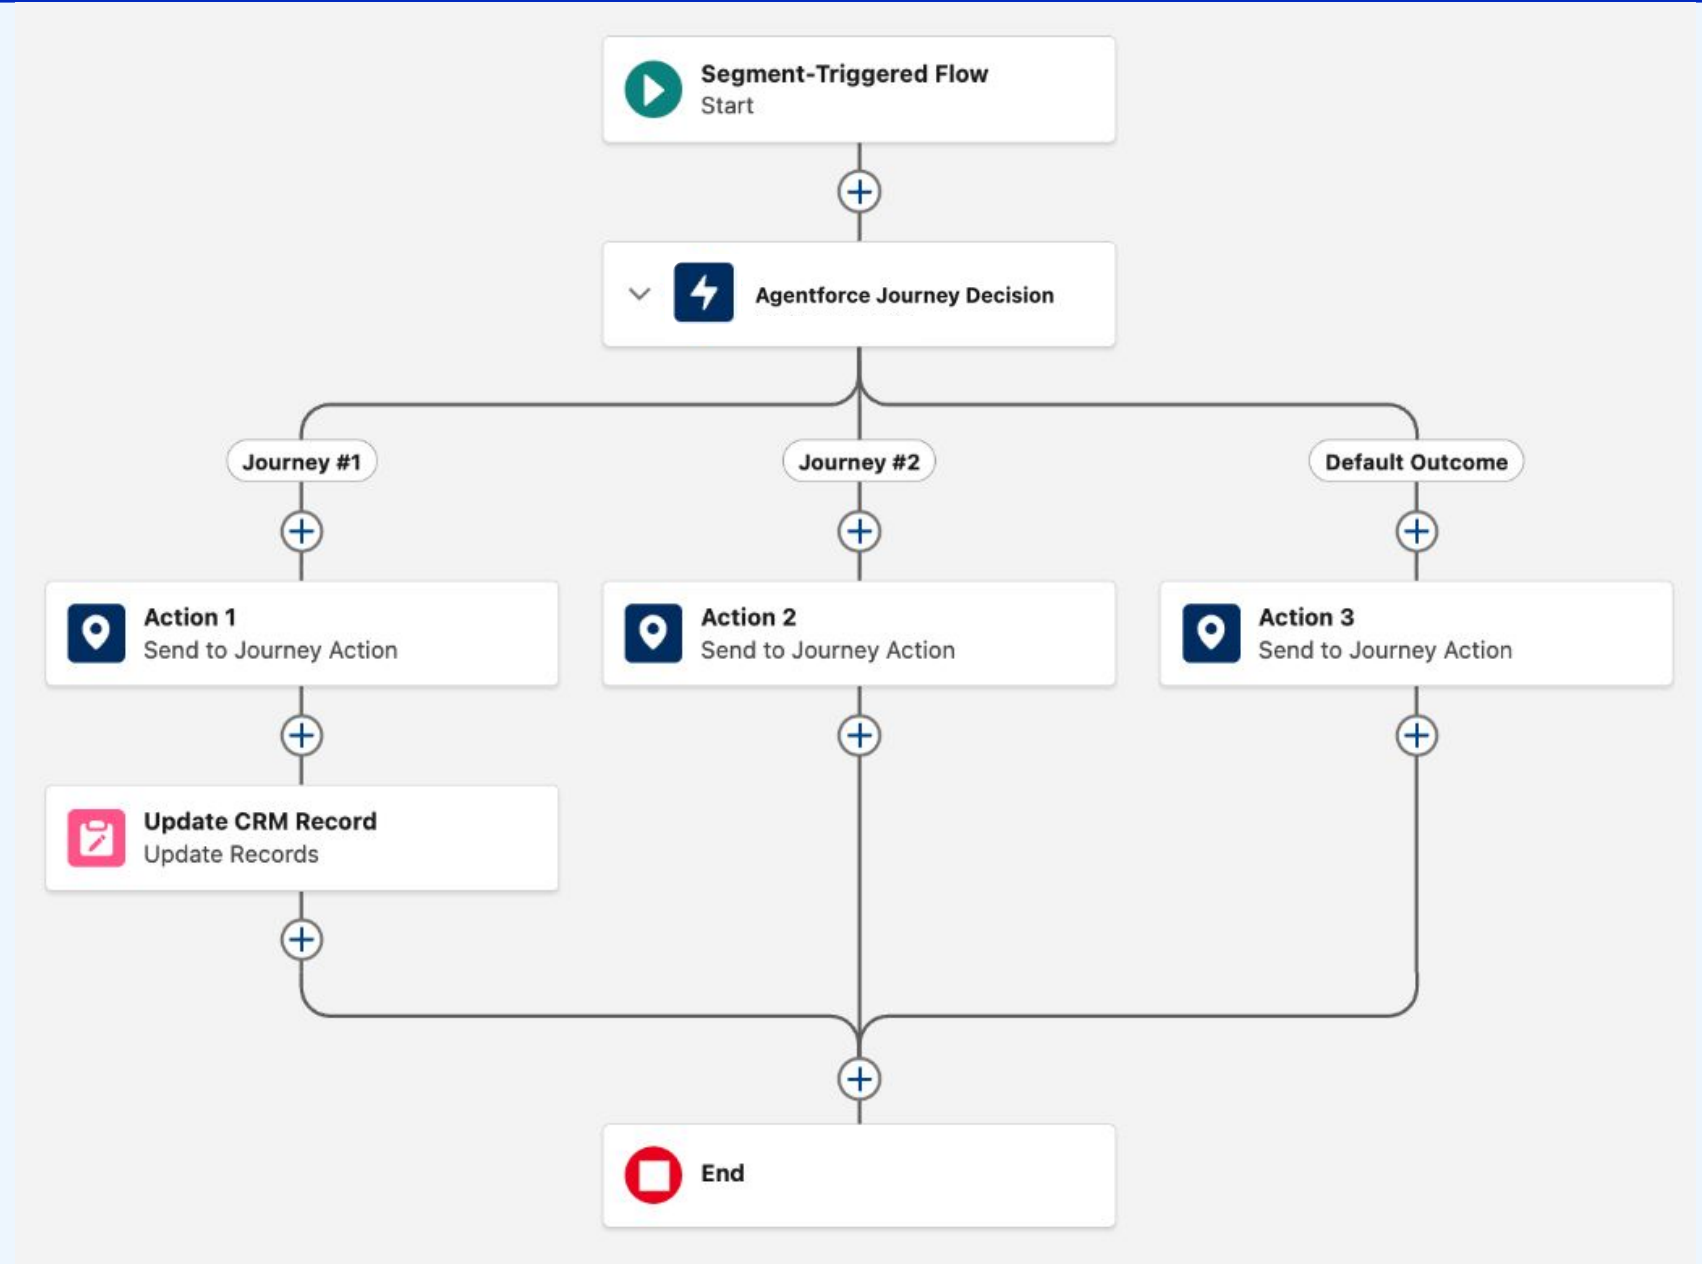 Segment-Triggered Flow
Start
Agentforce Journey Decision
Journey #1
Journey #2
Default Outcome
Action 1
Send to Journey Action
Action 2
Send to Journey Action
Action 3
Send to Journey Action
Update CRM Record
Update Records
End